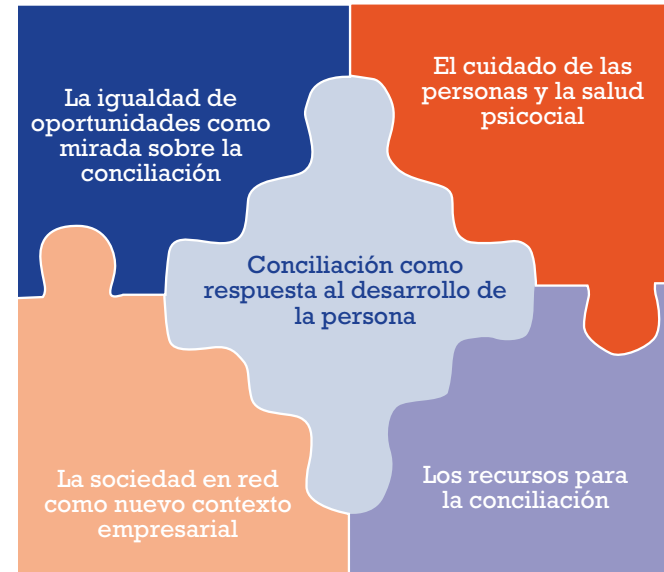 La igualdad de
oportunidades como
mirada sobre la
conciliación
El cuidado de las
personas y la salud
psicocial
Conciliación como
respuesta al desarrollo de
la persona
La sociedad en red
como nuevo contexto
empresarial
Los recursos para
la conciliación